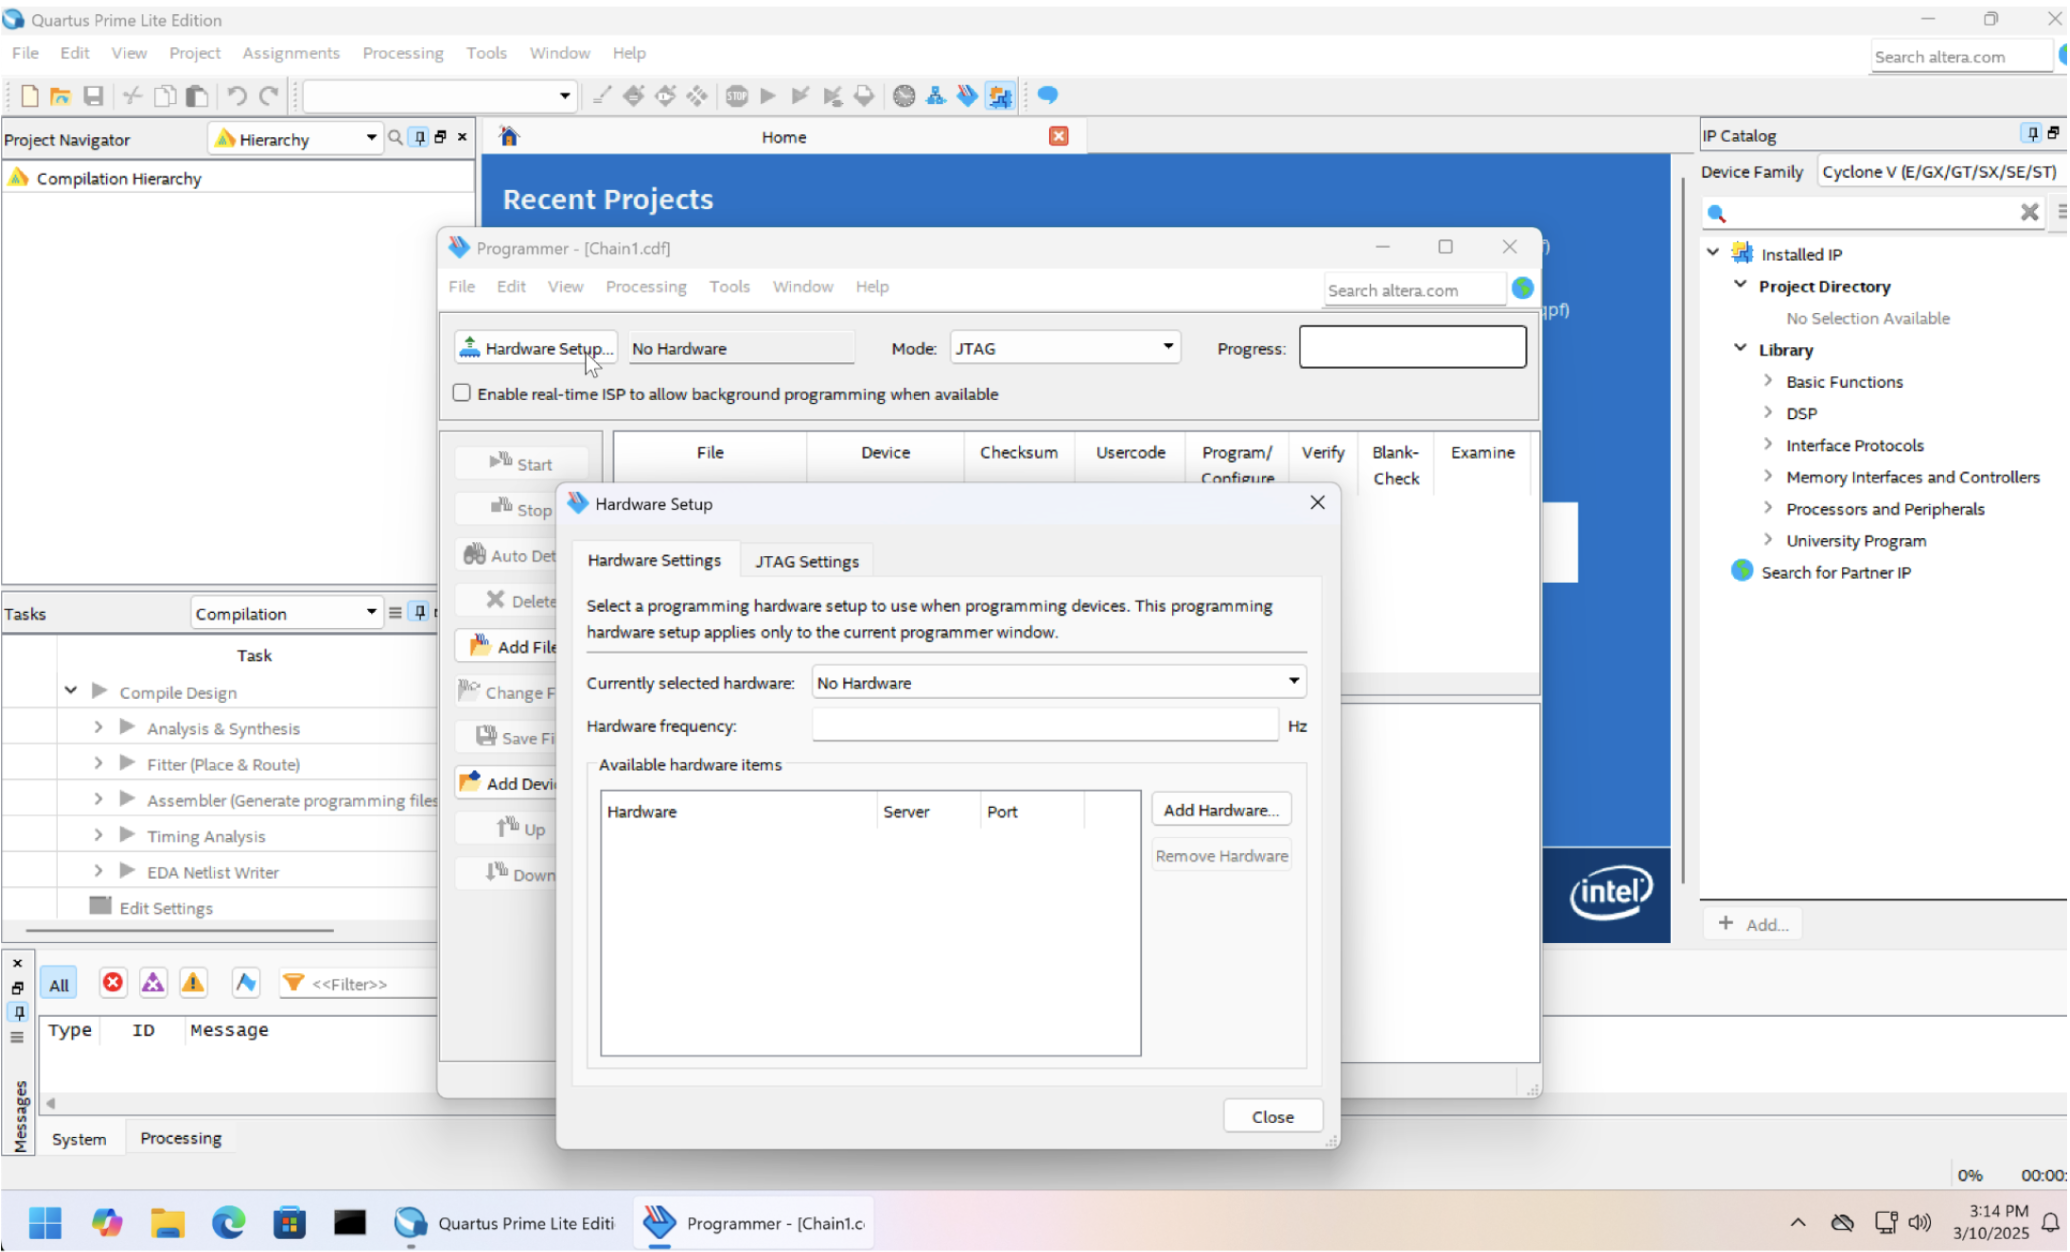 Quartus Prime Lite Edition
File Edit View Project Assignments Processing Tools Window Help
Search altera.com
Project Navigator
Hierarchy
Compilation Hierarchy
Home
Recent Projects
IP Catalog
Device Family Cyclone V (E/GX/GT/SX/SE/ST)
Installed IP
Project Directory
No Selection Available
Library
Basic Functions
DSP
Interface Protocols
Memory Interfaces and Controllers
Processors and Peripherals
University Program
Search for Partner IP
+ Add...
Programmer - [Chain1.cdf]
File Edit View Processing Tools Window Help
Search altera.com
Hardware Setup... No Hardware Mode: JTAG Progress:
Enable real-time ISP to allow background programming when available
File Device Checksum Usercode Program/ Configure Verify Blank- Check Examine
Start
Stop
Auto Det
Delete
Add File
Change F
Save Fi
Add Devi
Up
Down
qpf)
Hardware Setup
Hardware Settings JTAG Settings
Select a programming hardware setup to use when programming devices. This programming
hardware setup applies only to the current programmer window.
Currently selected hardware: No Hardware
Hardware frequency: Hz
Available hardware items
Hardware Server Port
Add Hardware...
Remove Hardware
Close
intel
Tasks Compilation
Task
Compile Design
Analysis & Synthesis
Fitter (Place & Route)
Assembler (Generate programming files
Timing Analysis
EDA Netlist Writer
Edit Settings
All <<Filter>>
Type ID Message
Messages
System Processing
0% 00:00:
Quartus Prime Lite Editi
Programmer - [Chain1.c
3:14 PM
3/10/2025